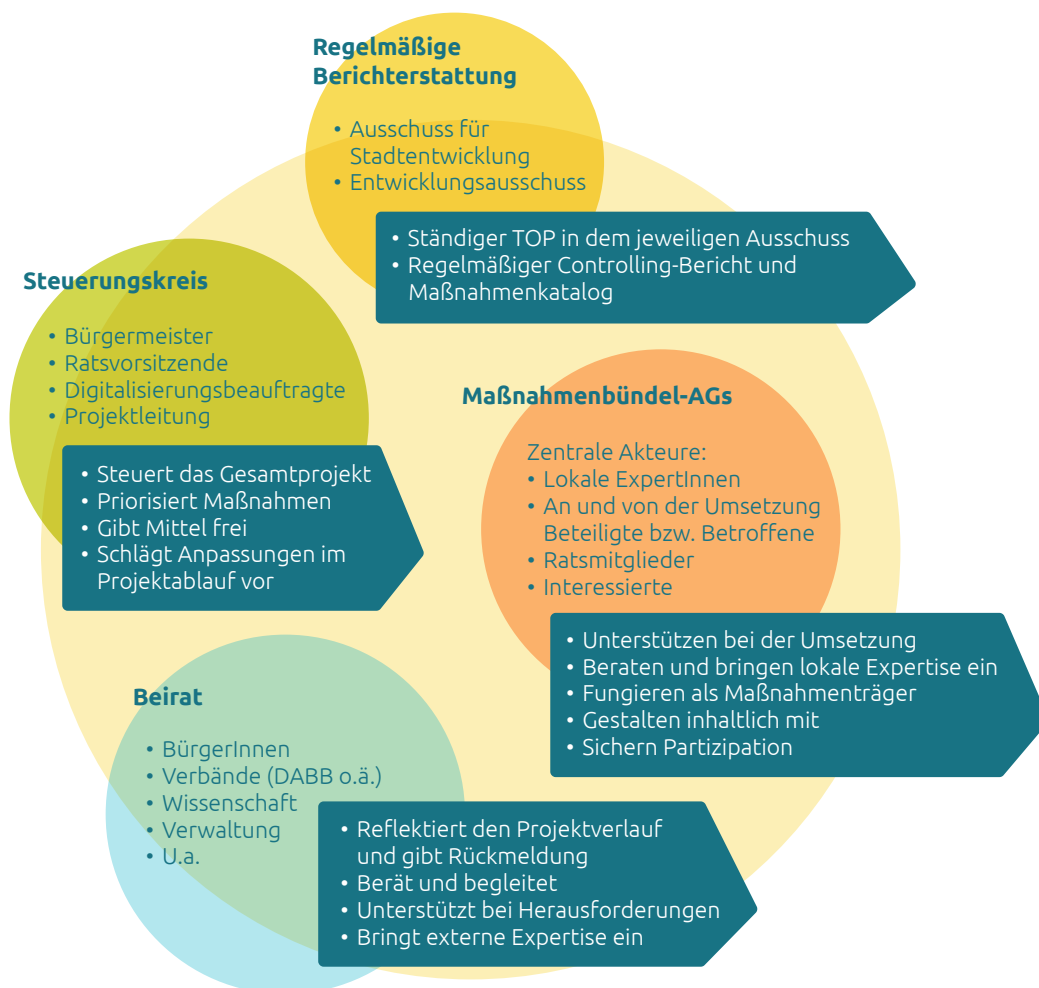 Regelmäßige
Berichterstattung
• Ausschuss für
Stadtentwicklung
• Entwicklungsausschuss
• Ständiger TOP in dem jeweiligen Ausschuss
• Regelmäßiger Controlling-Bericht und
Maßnahmenkatalog
Steuerungskreis
• Bürgermeister
• Ratsvorsitzende
• Digitalisierungsbeauftragte
• Projektleitung
• Steuert das Gesamtprojekt
• Priorisiert Maßnahmen
• Gibt Mittel frei
• Schlägt Anpassungen im
Projektablauf vor
Maßnahmenbündel-AGs
Zentrale Akteure:
• Lokale ExpertInnen
• An und von der Umsetzung
Beteiligte bzw. Betroffene
• Ratsmitglieder
• Interessierte
• Unterstützen bei der Umsetzung
• Beraten und bringen lokale Expertise ein
• Fungieren als Maßnahmenträger
• Gestalten inhaltlich mit
• Sichern Partizipation
Beirat
• BürgerInnen
• Verbände (DABB o.ä.)
• Wissenschaft
• Verwaltung
• U.a.
• Reflektiert den Projektverlauf
und gibt Rückmeldung
• Berät und begleitet
• Unterstützt bei Herausforderungen
• Bringt externe Expertise ein